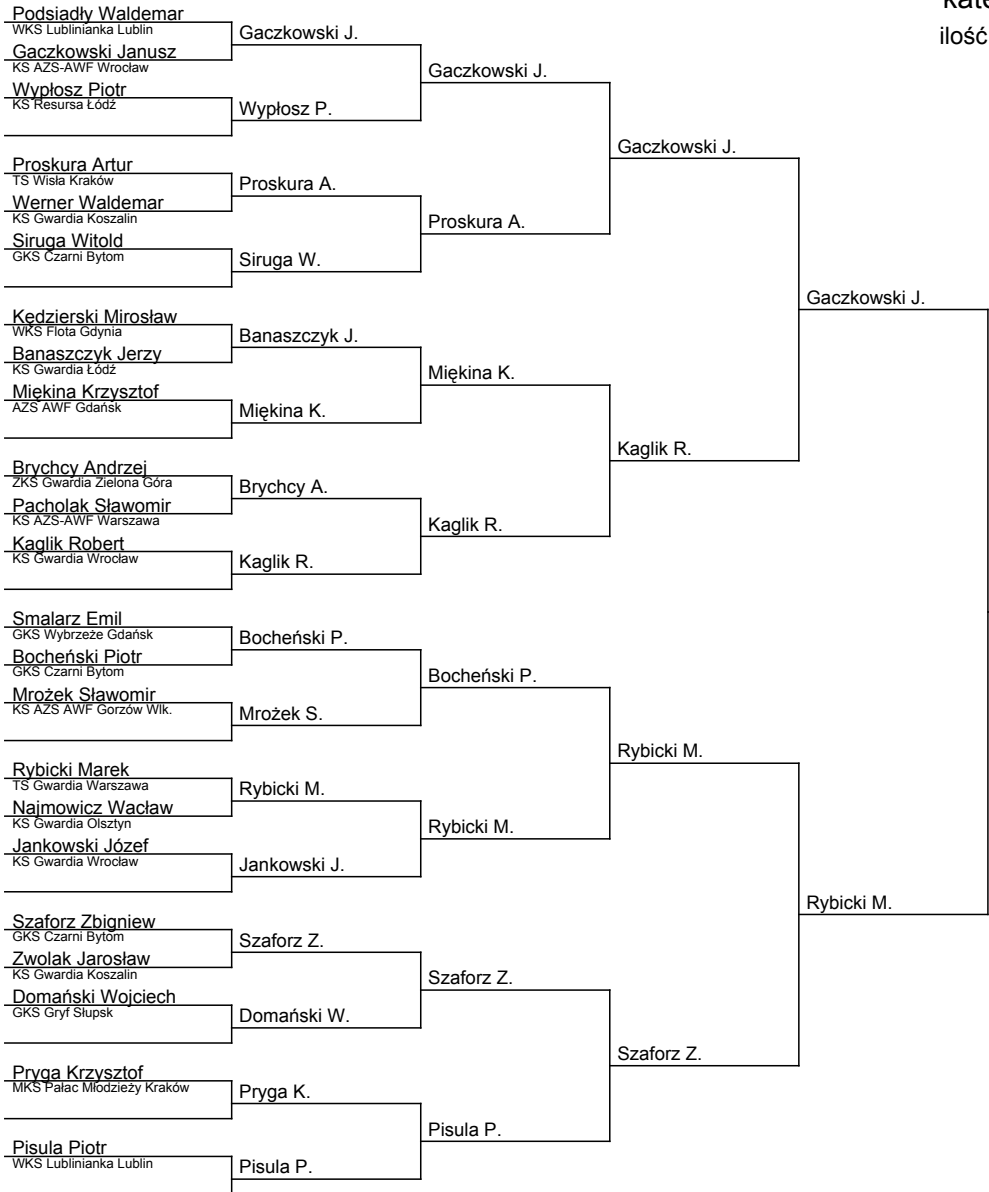 Podsiadły Waldemar
WKS Lublinianka Lublin
Gaczkowski Janusz
KS AZS-AWF Wrocław
Wypłosz Piotr
KS Resursa Łódź
Proskura Artur
TS Wisła Kraków
Werner Waldemar
KS Gwardia Koszalin
Siruga Witold
GKS Czarni Bytom
Kędzierski Mirosław
WKS Flota Gdynia
Banaszczyk Jerzy
KS Gwardia Łódź
Miękina Krzysztof
AZS AWF Gdańsk
Brychcy Andrzej
ZKS Gwardia Zielona Góra
Pacholak Sławomir
KS AZS-AWF Warszawa
Kaglik Robert
KS Gwardia Wrocław
Smalarz Emil
GKS Wybrzeże Gdańsk
Bocheński Piotr
GKS Czarni Bytom
Mrożek Sławomir
KS AZS AWF Gorzów Wlk.
Rybicki Marek
TS Gwardia Warszawa
Najmowicz Wacław
KS Gwardia Olsztyn
Jankowski Józef
KS Gwardia Wrocław
Szaforz Zbigniew
GKS Czarni Bytom
Zwolak Jarosław
KS Gwardia Koszalin
Domański Wojciech
GKS Gryf Słupsk
Pryga Krzysztof
MKS Pałac Młodzieży Kraków
Pisula Piotr
WKS Lublinianka Lublin
Gaczkowski J.
Wypłosz P.
Proskura A.
Siruga W.
Banaszczyk J.
Miękina K.
Brychcy A.
Kaglik R.
Bocheński P.
Mrożek S.
Rybicki M.
Jankowski J.
Szaforz Z.
Domański W.
Pryga K.
Pisula P.
Gaczkowski J.
Proskura A.
Miękina K.
Kaglik R.
Bocheński P.
Rybicki M.
Szaforz Z.
Pisula P.
Gaczkowski J.
Kaglik R.
Rybicki M.
Szaforz Z.
Gaczkowski J.
Rybicki M.
ilość